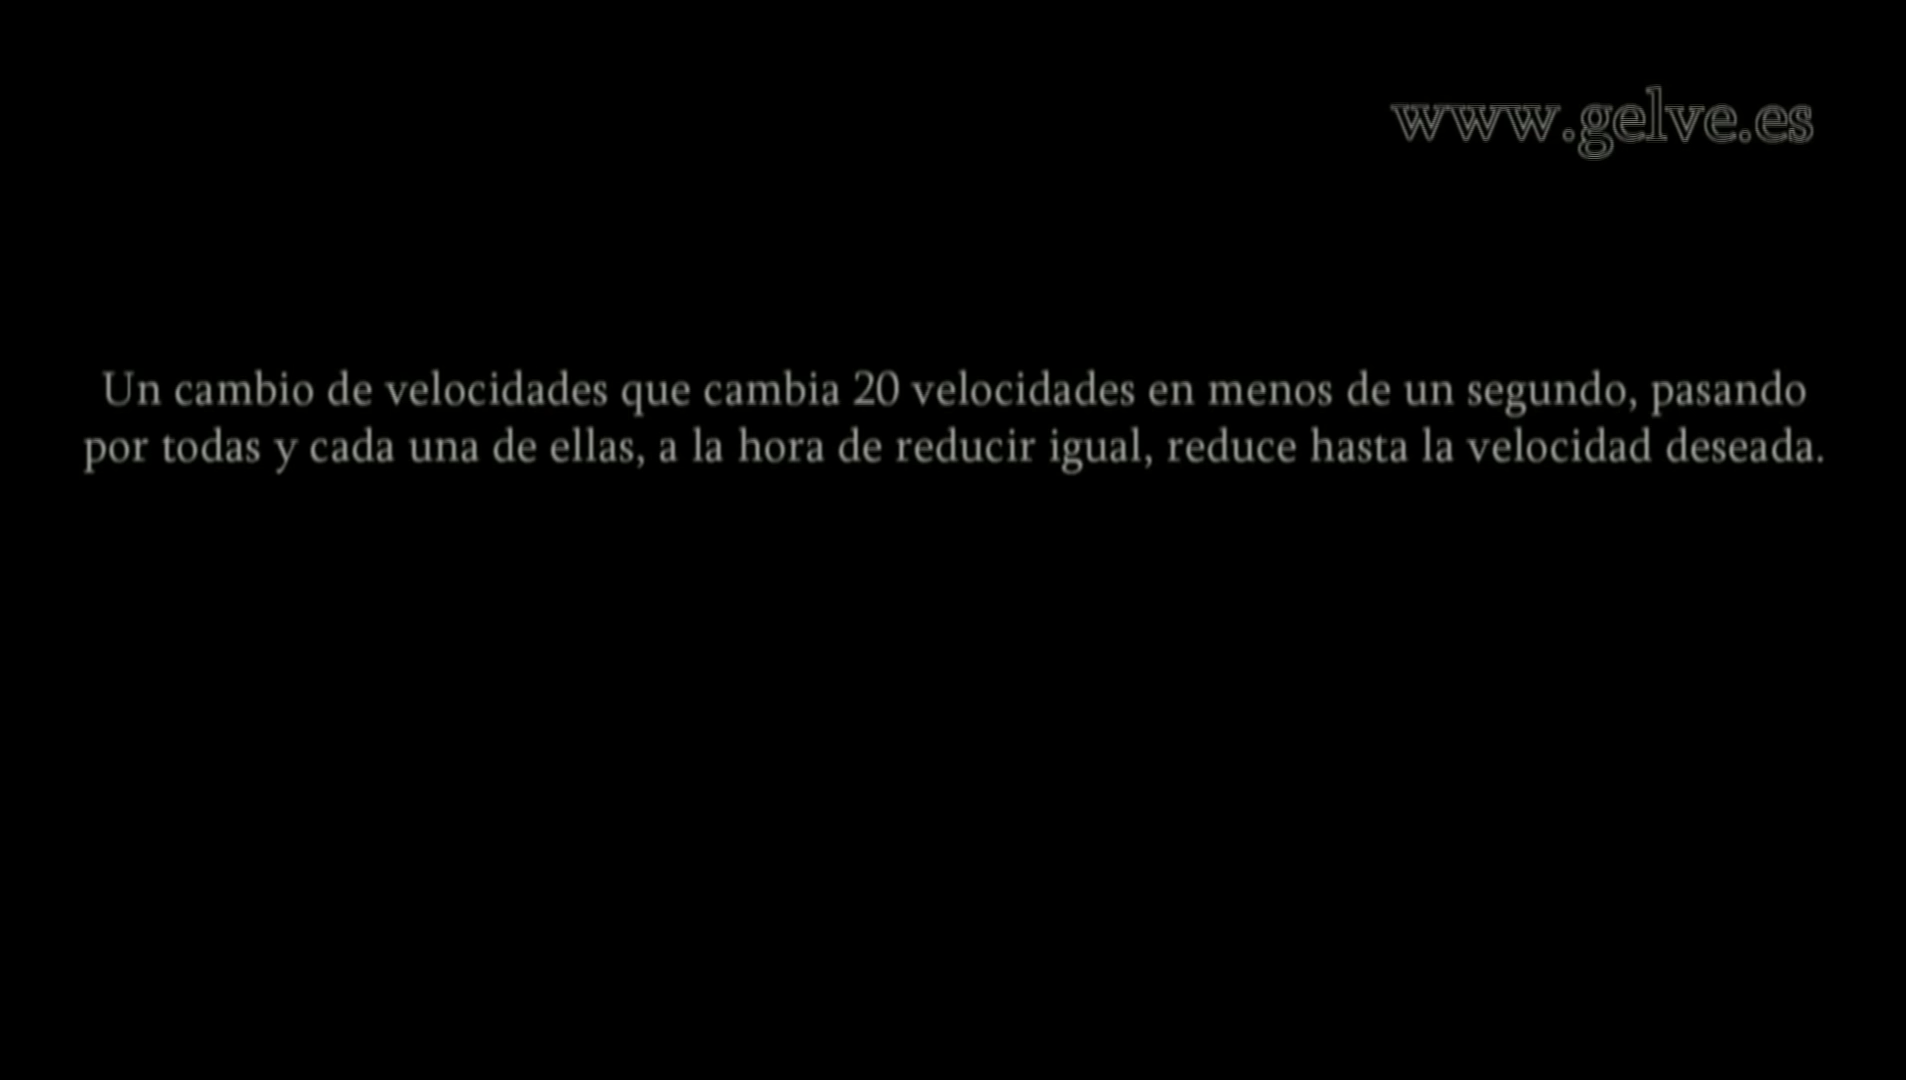 www.gelve.es
Un cambio de velocidades que cambia 20 velocidades en menos de un segundo, pasando
por todas y cada una de ellas, a la hora de reducir igual, reduce hasta la velocidad deseada.